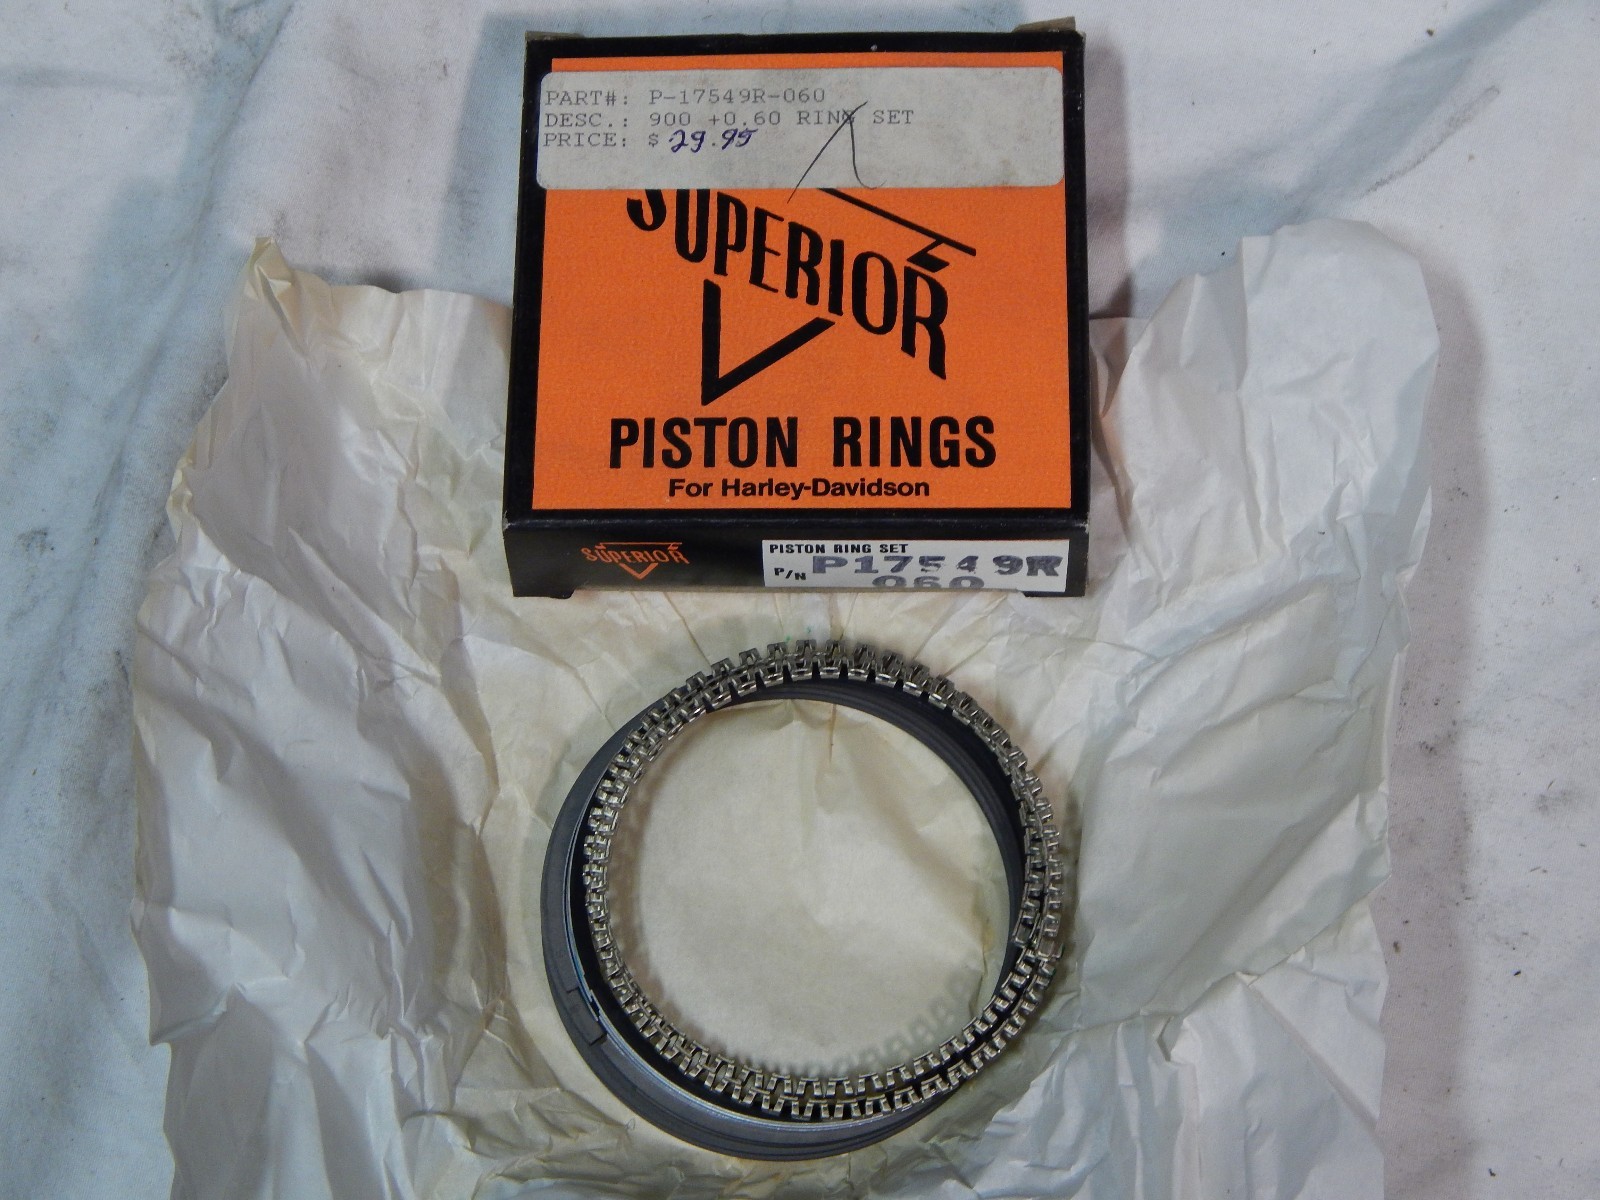 PART#: P-17549R-060
DESC.: 900 +0.60 RING SET
PRICE: $ 29.95
SUPERIOR
PISTON RINGS
For Harley-Davidson
SUPERIOR
PISTON RING SET
P/N P17549R
060